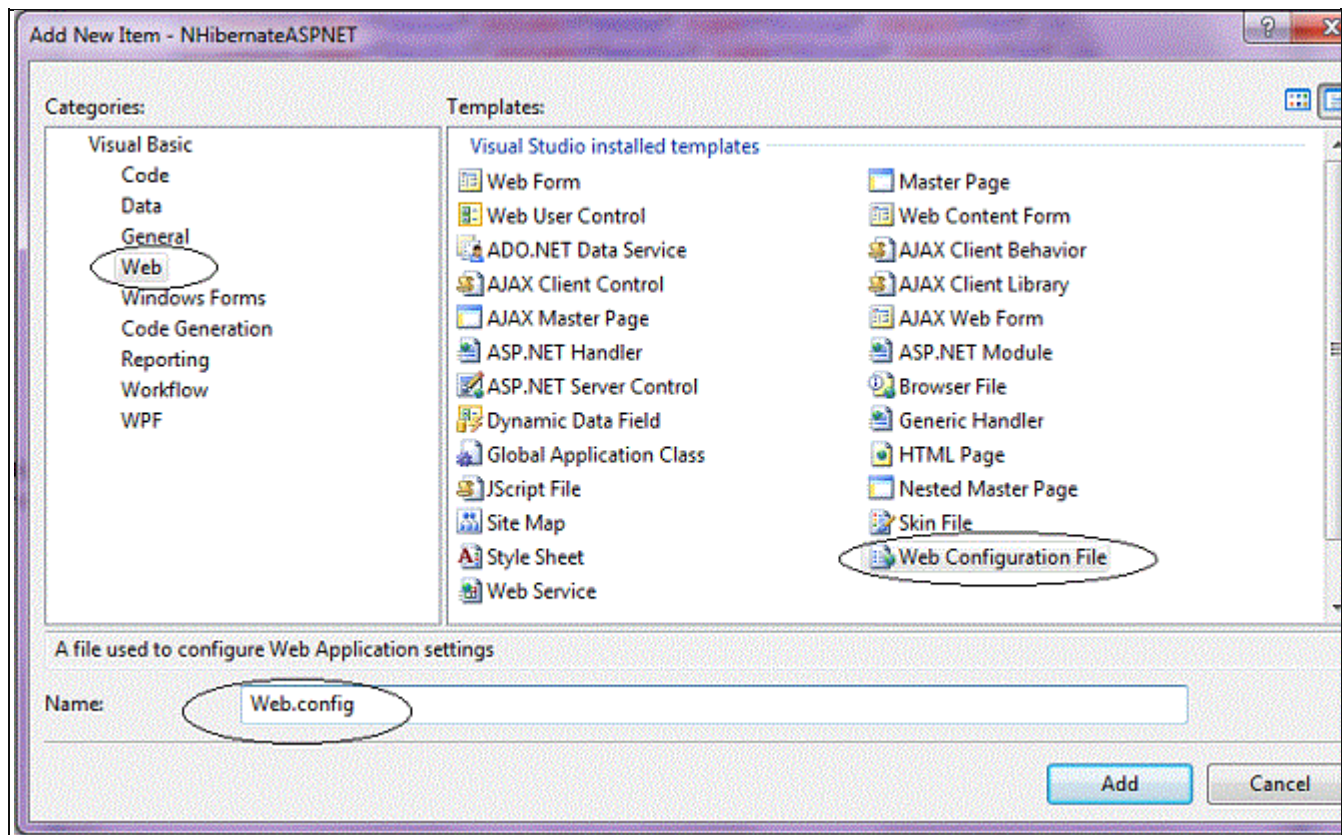 Add New Item - NHibernateASPNET
Categories:
Templates:
Visual Basic
Code
Data
General
Web
Windows Forms
Code Generation
Reporting
Workflow
WPF
Visual Studio installed templates
Web Form
Master Page
Web User Control
Web Content Form
ADO.NET Data Service
AJAX Client Behavior
AJAX Client Control
AJAX Client Library
AJAX Master Page
AJAX Web Form
ASP.NET Handler
ASP.NET Module
ASP.NET Server Control
Browser File
Dynamic Data Field
Generic Handler
Global Application Class
HTML Page
JScript File
Nested Master Page
Site Map
Skin File
Style Sheet
Web Configuration File
Web Service
A file used to configure Web Application settings
Name:
Web.config
Add
Cancel